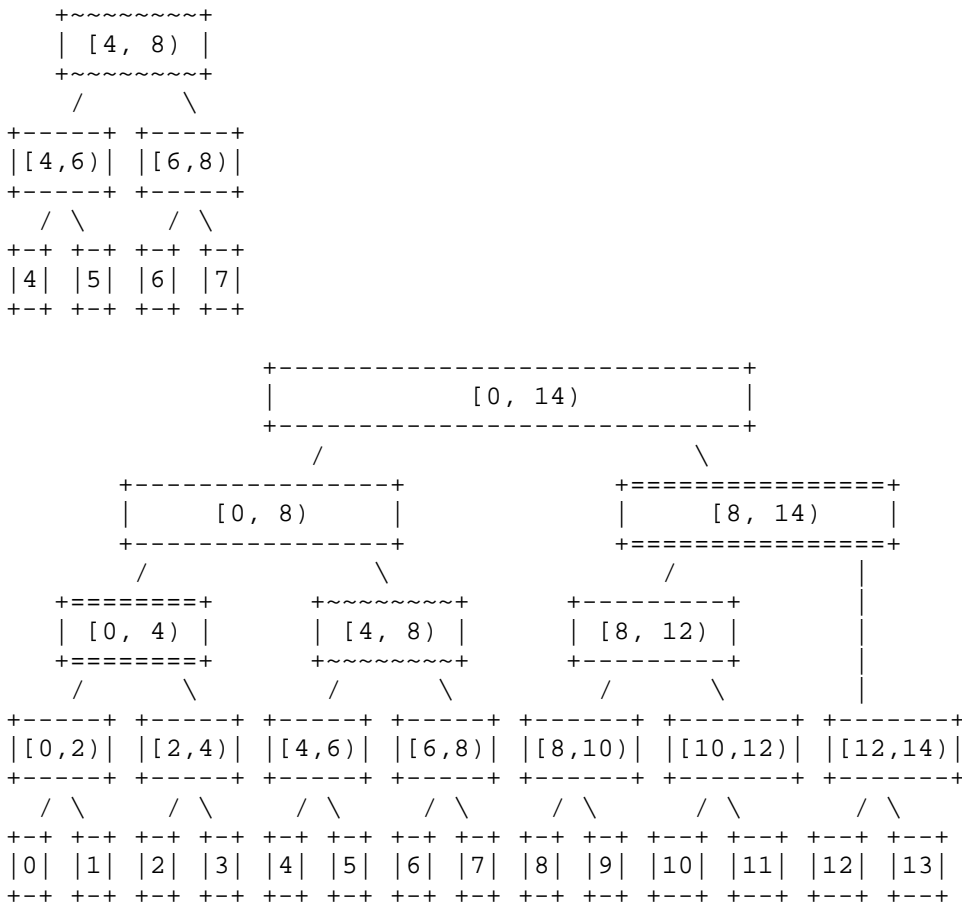 +~~~~~~~~+
| [4, 8) |
+~~~~~~~~+
/ \
+-----+ +-----+
|[4,6)| |[6,8)|
+-----+ +-----+
/ \ / \
+-+ +-+ +-+ +-+
|4| |5| |6| |7|
+-+ +-+ +-+ +-+
+-----------------------------+
| [0, 14) |
+-----------------------------+
/ \
+----------------+ +================+
| [0, 8) | | [8, 14) |
+----------------+ +================+
/ \ / |
+========+ +~~~~~~~~+ +---------+ |
| [0, 4) | | [4, 8) | | [8, 12) | |
+========+ +~~~~~~~~+ +---------+ |
/ \ / \ / \ |
+-----+ +-----+ +-----+ +-----+ +------+ +-------+ +-------+
|[0,2)| |[2,4)| |[4,6)| |[6,8)| |[8,10)| |[10,12)| |[12,14)|
+-----+ +-----+ +-----+ +-----+ +------+ +-------+ +-------+
/ \ / \ / \ / \ / \ / \ / \
+-+ +-+ +-+ +-+ +-+ +-+ +-+ +-+ +-+ +-+ +--+ +--+ +--+ +--+
|0| |1| |2| |3| |4| |5| |6| |7| |8| |9| |10| |11| |12| |13|
+-+ +-+ +-+ +-+ +-+ +-+ +-+ +-+ +-+ +-+ +--+ +--+ +--+ +--+